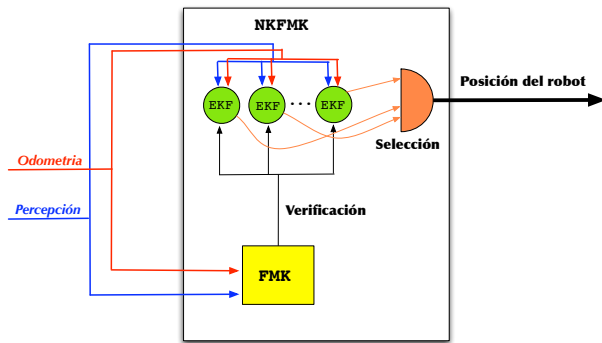 NKFMK
EKF EKF ... EKF
Posición del robot
Selección
Odometria
Percepción
Verificación
FMK